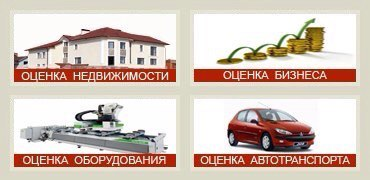 ОЦЕНКА НЕДВИЖИМОСТИ
ОЦЕНКА БИЗНЕСА
ОЦЕНКА ОБОРУДОВАНИЯ
ОЦЕНКА АВТОТРАНСПОРТА